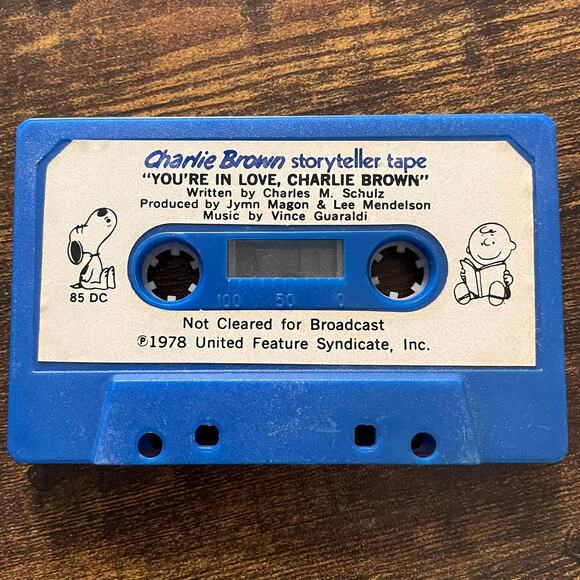 Charlie Brown storyteller tape
"YOU'RE IN LOVE, CHARLIE BROWN"
Written by Charles M. Schulz
Produced by Jymn Magon & Lee Mendelson
Music by Vince Guaraldi
85 DC
100 50 0
Not Cleared for Broadcast
℗1978 United Feature Syndicate, Inc.